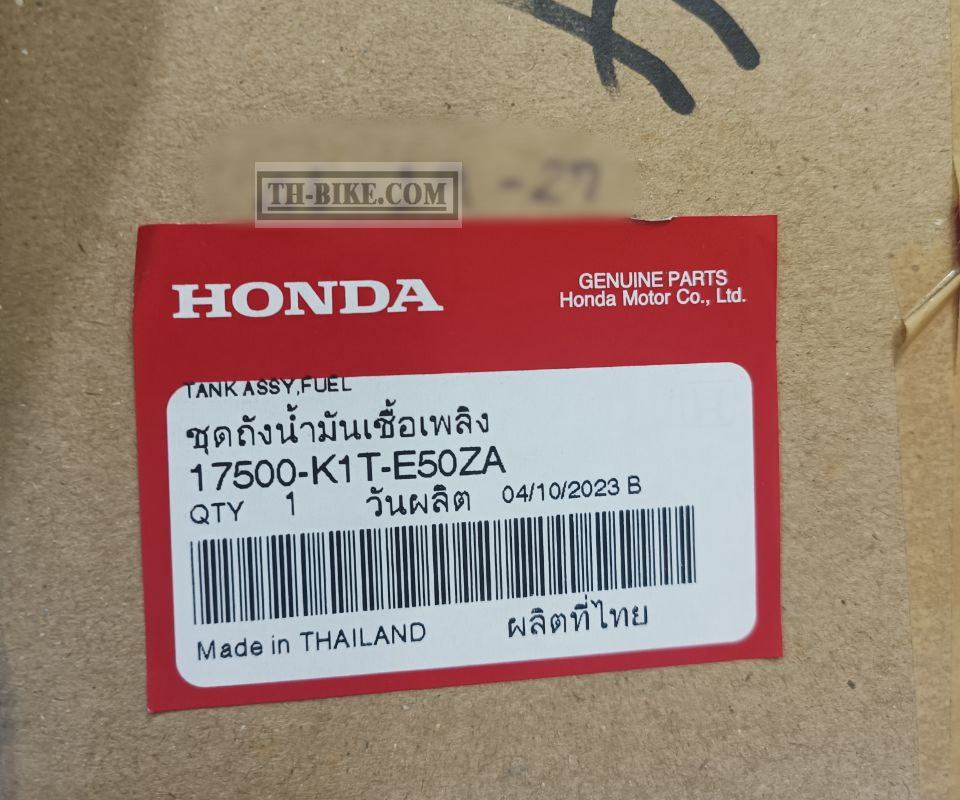 -27
TH-BIKE.COM
HONDA
GENUINE PARTS
Honda Motor Co., Ltd.
TANK ASSY,FUEL
ชุดถังน้ำมันเชื้อเพลิง
17500-K1T-E50ZA
QTY 1 วันผลิต 04/10/2023 B
Made in THAILAND ผลิตที่ไทย